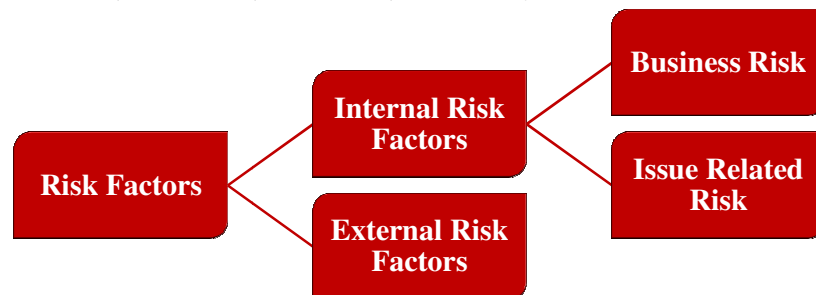 Risk Factors
Internal Risk
Factors
External Risk
Factors
Business Risk
Issue Related
Risk